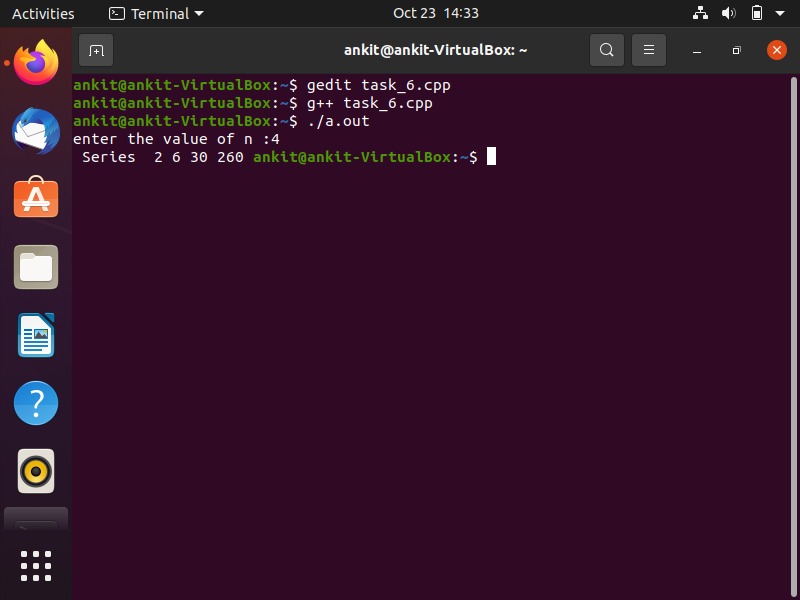 Activities Terminal Oct 23 14:33
ankit@ankit-VirtualBox: ~
ankit@ankit-VirtualBox:~$ gedit task_6.cpp
ankit@ankit-VirtualBox:~$ g++ task_6.cpp
ankit@ankit-VirtualBox:~$ ./a.out
enter the value of n :4
 Series  2 6 30 260 ankit@ankit-VirtualBox:~$